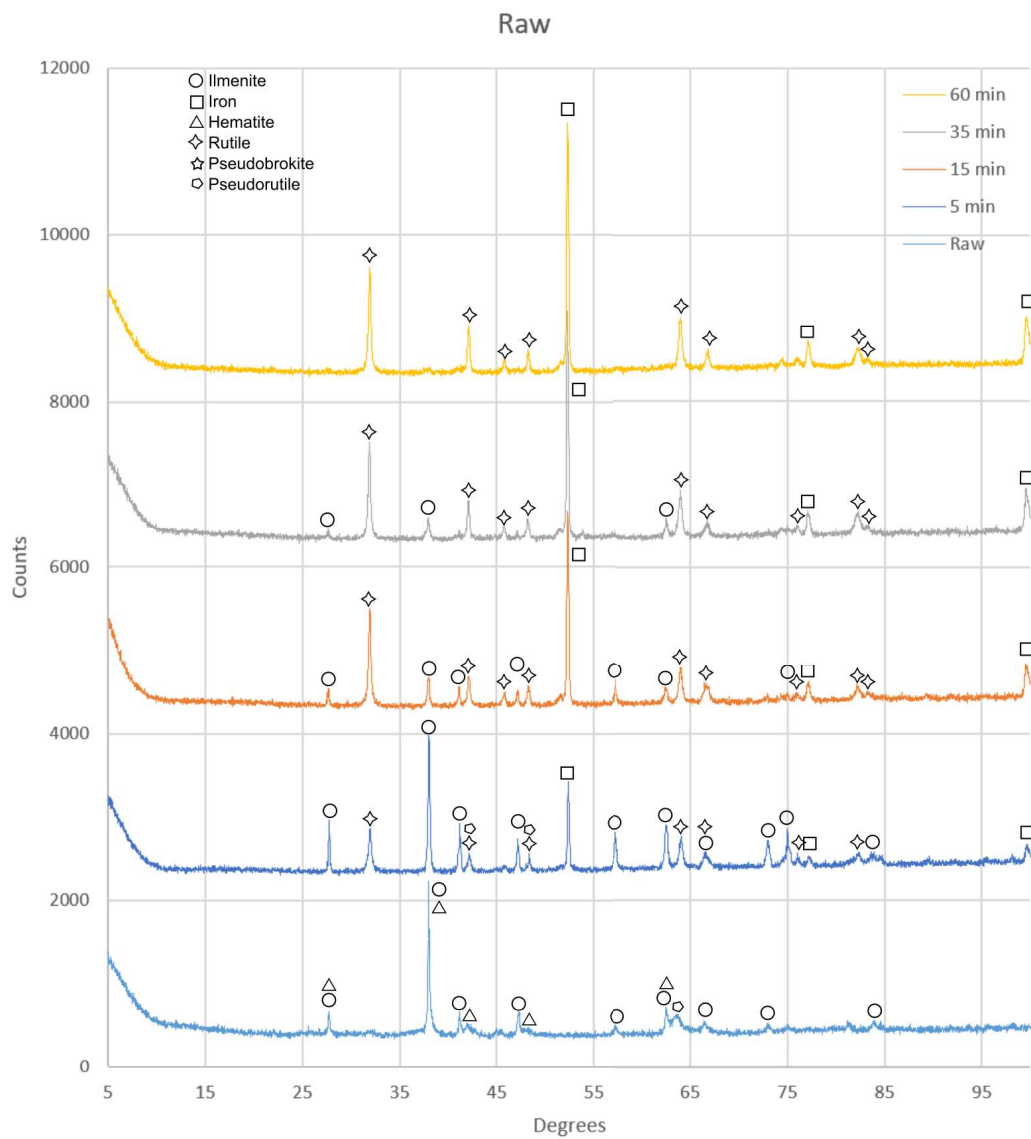 Raw
12000
10000
8000
6000
4000
2000
0
Counts
Ilmenite
Iron
Hematite
Rutile
Pseudobrokite
Pseudorutile
60 min
35 min
15 min
5 min
Raw
5 15 25 35 45 55 65 75 85 95
Degrees